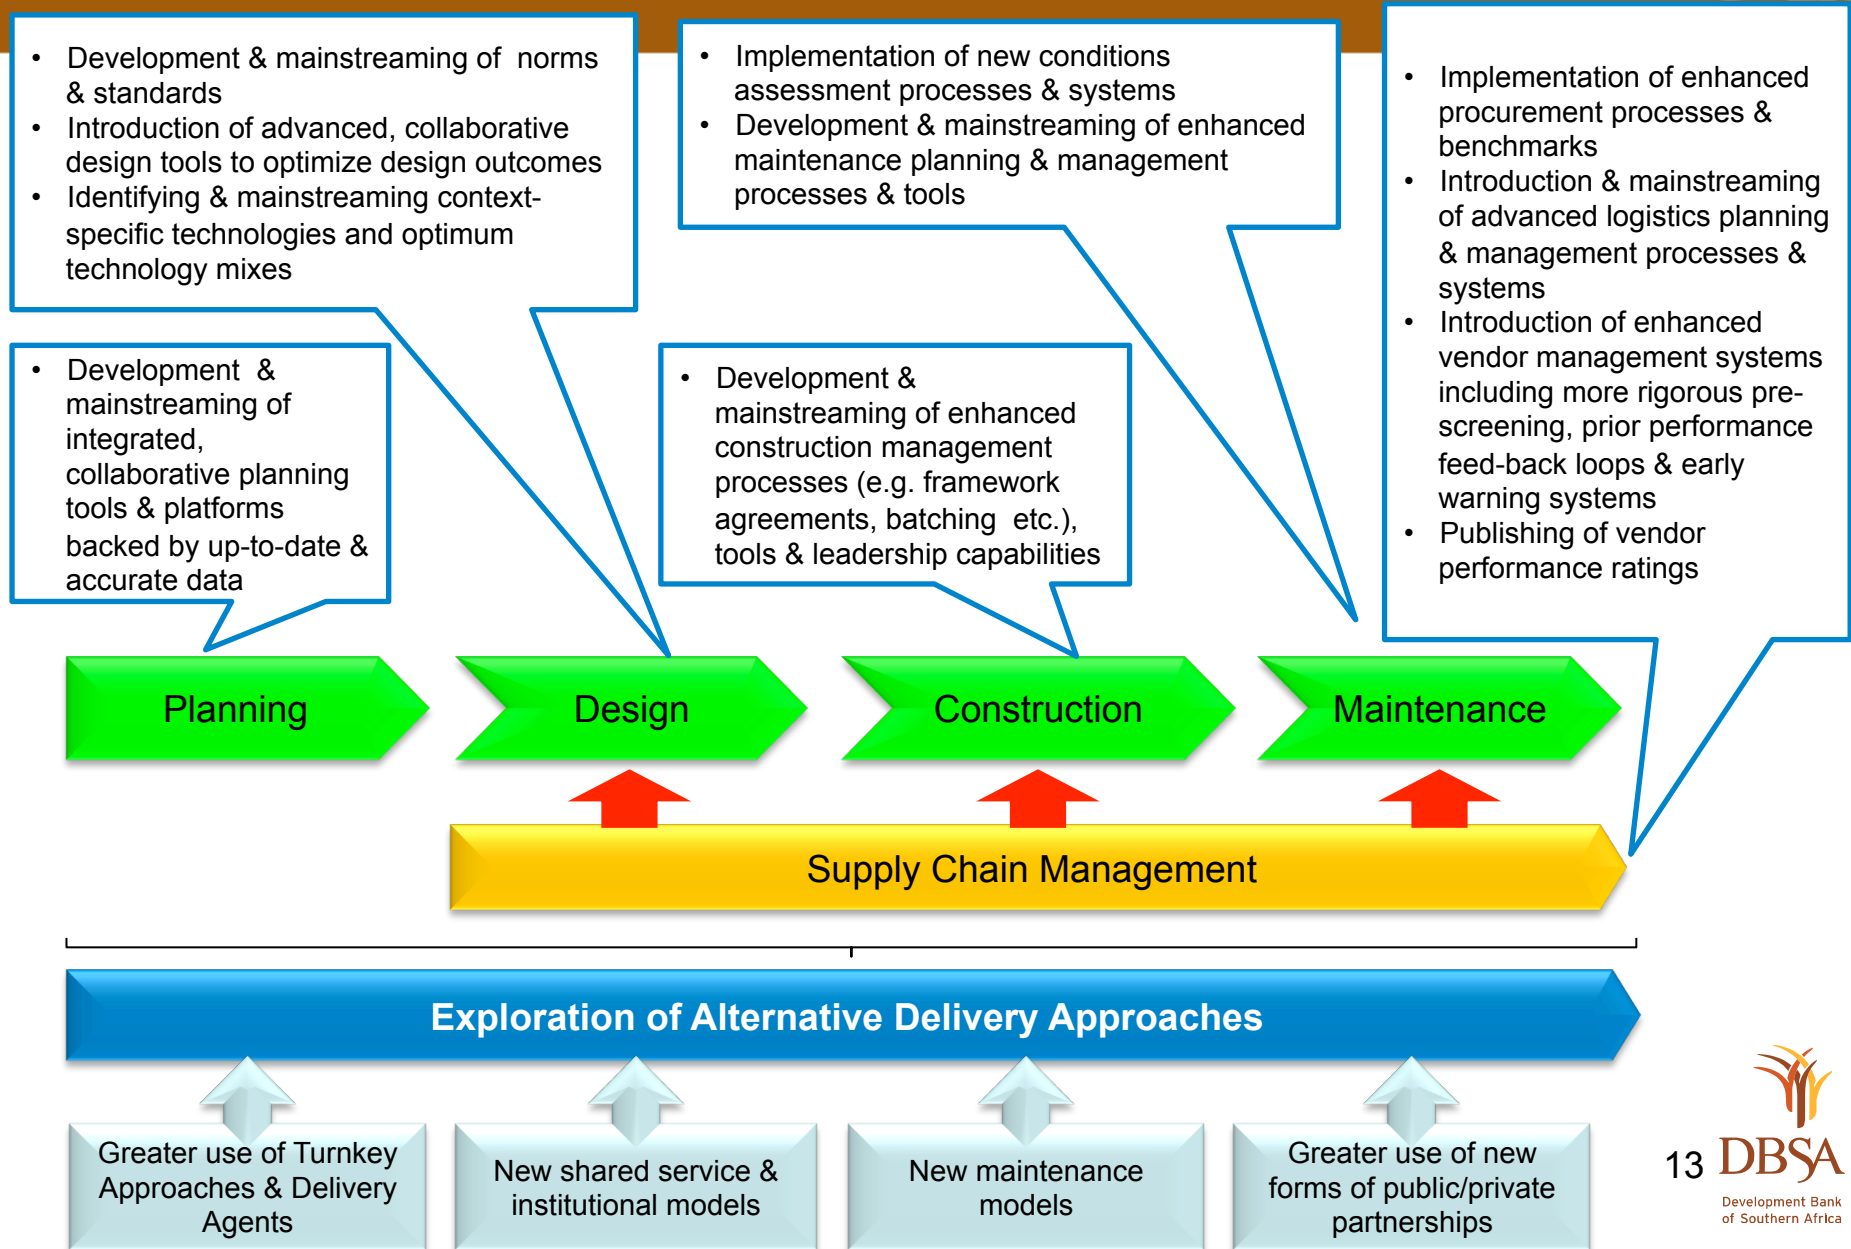 • Development & mainstreaming of norms
& standards
• Introduction of advanced, collaborative
design tools to optimize design outcomes
• Identifying & mainstreaming context-
specific technologies and optimum
technology mixes
• Implementation of new conditions
assessment processes & systems
• Development & mainstreaming of enhanced
maintenance planning & management
processes & tools
• Implementation of enhanced
procurement processes &
benchmarks
• Introduction & mainstreaming
of advanced logistics planning
& management processes &
systems
• Introduction of enhanced
vendor management systems
including more rigorous pre-
screening, prior performance
feed-back loops & early
warning systems
• Publishing of vendor
performance ratings
• Development &
mainstreaming of
integrated,
collaborative planning
tools & platforms
backed by up-to-date &
accurate data
• Development &
mainstreaming of enhanced
construction management
processes (e.g. framework
agreements, batching etc.),
tools & leadership capabilities
Planning
Design
Construction
Maintenance
Supply Chain Management
Exploration of Alternative Delivery Approaches
Greater use of Turnkey
Approaches & Delivery
Agents
New shared service &
institutional models
New maintenance
models
Greater use of new
forms of public/private
partnerships
13
DBSA
Development Bank
of Southern Africa